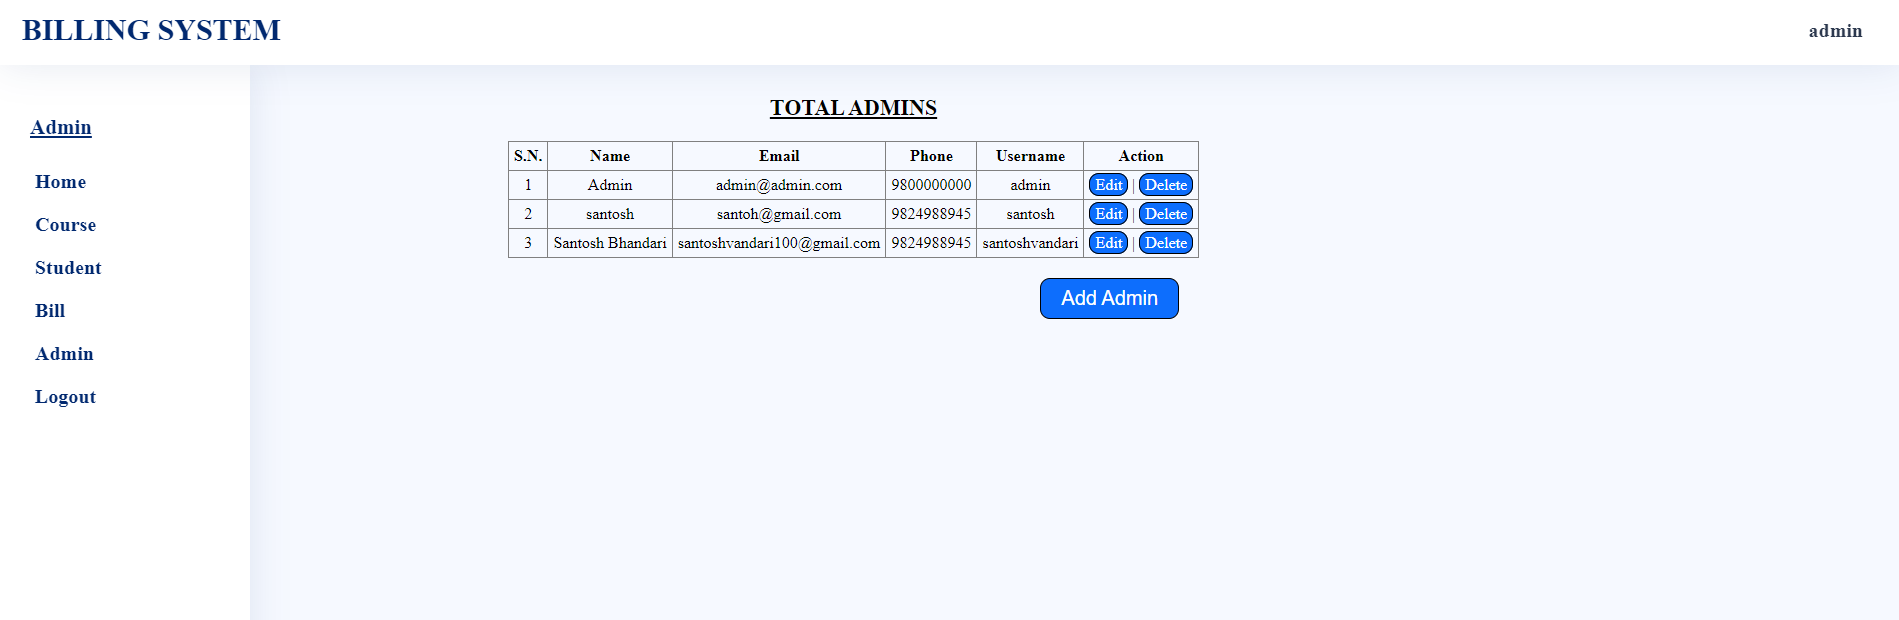 BILLING SYSTEM
admin
Admin
Home
Course
Student
Bill
Admin
Logout
TOTAL ADMINS
S.N. Name Email Phone Username Action
1 Admin admin@admin.com 9800000000 admin Edit | Delete
2 santosh santoh@gmail.com 9824988945 santosh Edit | Delete
3 Santosh Bhandari santoshvandari100@gmail.com 9824988945 santoshvandari Edit | Delete
Add Admin